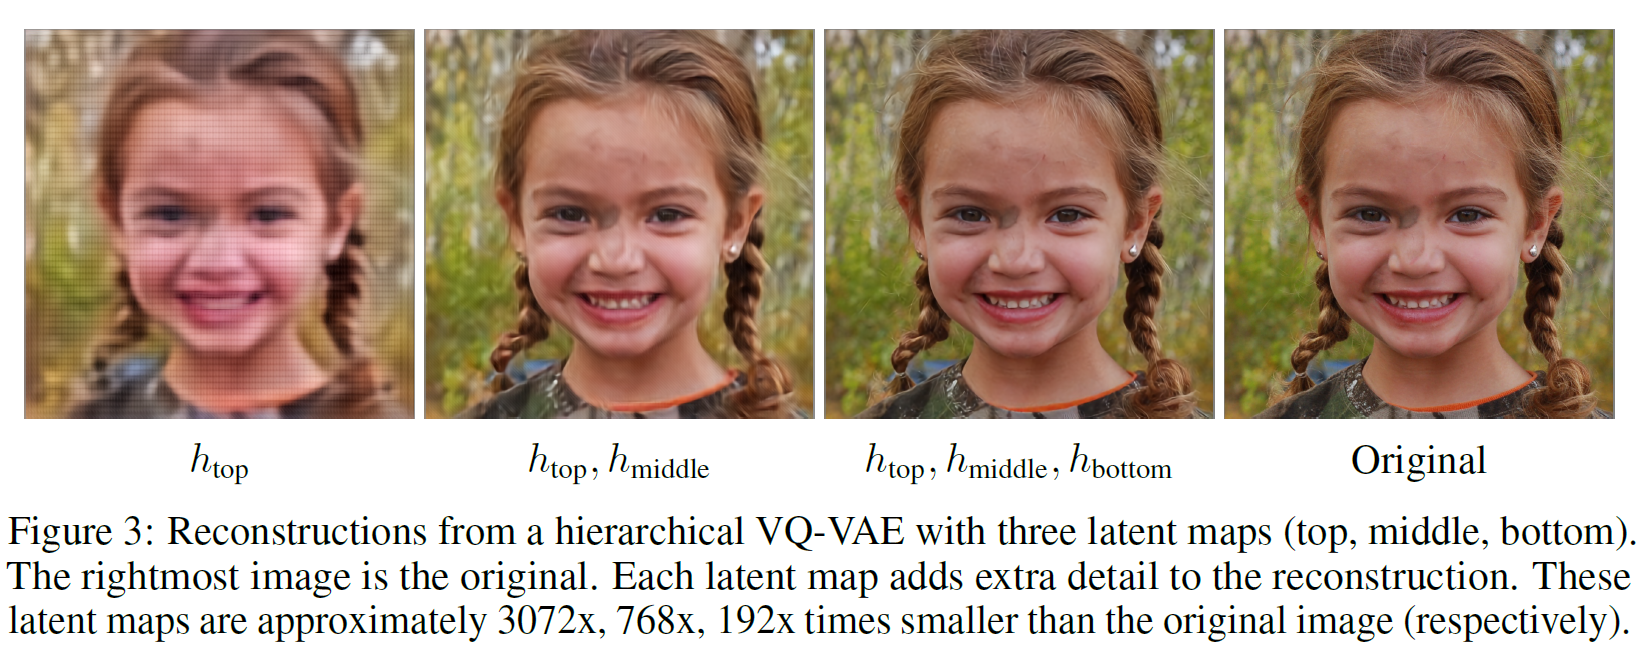 h_top
h_top, h_middle
h_top, h_middle, h_bottom
Original
Figure 3: Reconstructions from a hierarchical VQ-VAE with three latent maps (top, middle, bottom).
The rightmost image is the original. Each latent map adds extra detail to the reconstruction. These
latent maps are approximately 3072x, 768x, 192x times smaller than the original image (respectively).